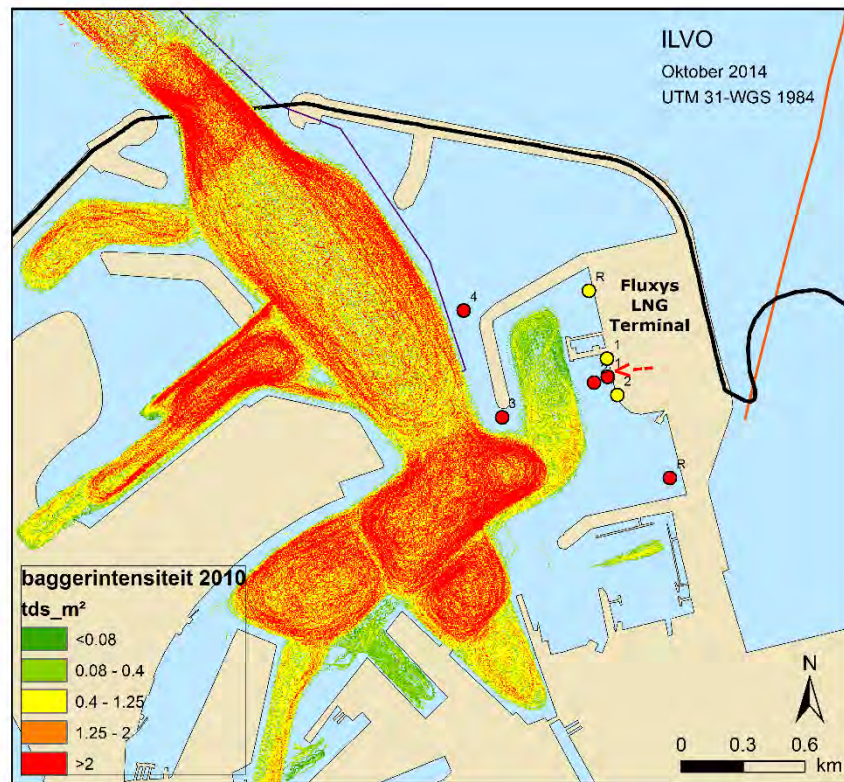 ILVO
Oktober 2014
UTM 31-WGS 1984
R
Fluxys
LNG
Terminal
4
1
1
2
3
R
baggerintensiteit 2010
tds_m²
<0.08
0.08 - 0.4
0.4 - 1.25
1.25 - 2
>2
N
0 0.3 0.6
km